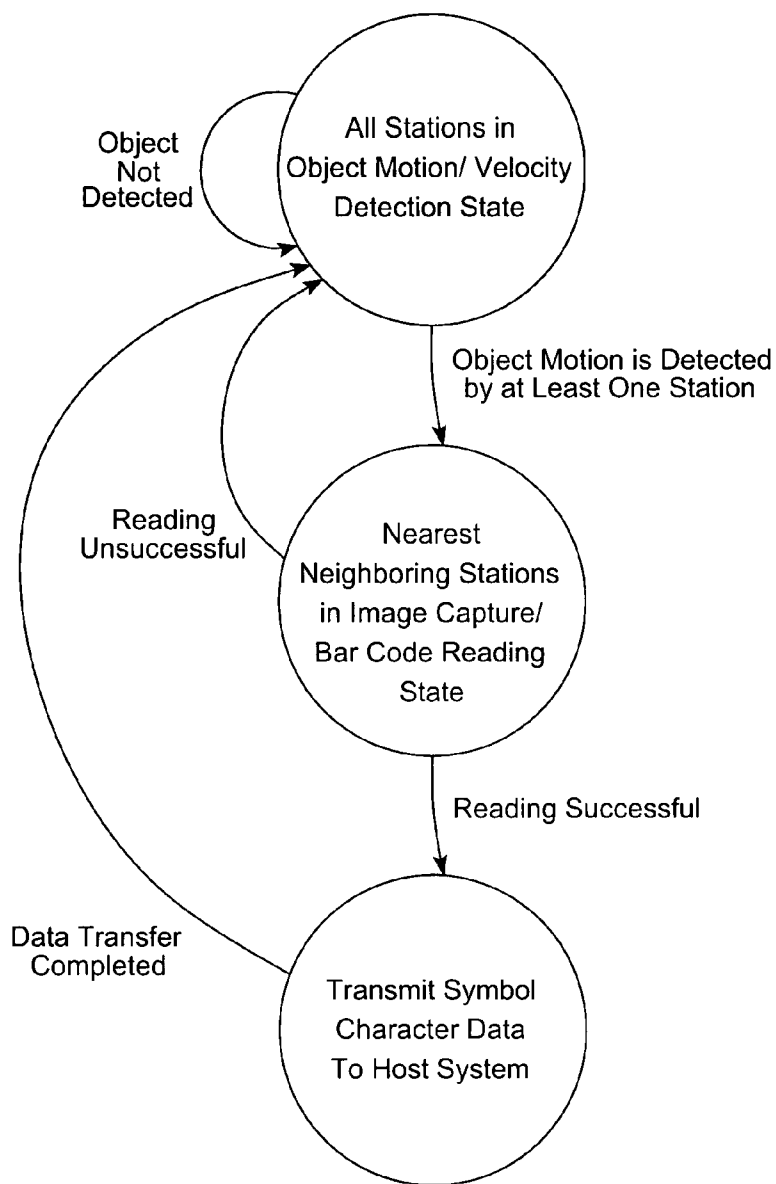 All Stations in
Object Motion/ Velocity
Detection State
Object
Not
Detected
Object Motion is Detected
by at Least One Station
Reading
Unsuccessful
Nearest
Neighboring Stations
in Image Capture/
Bar Code Reading
State
Reading Successful
Data Transfer
Completed
Transmit Symbol
Character Data
To Host System